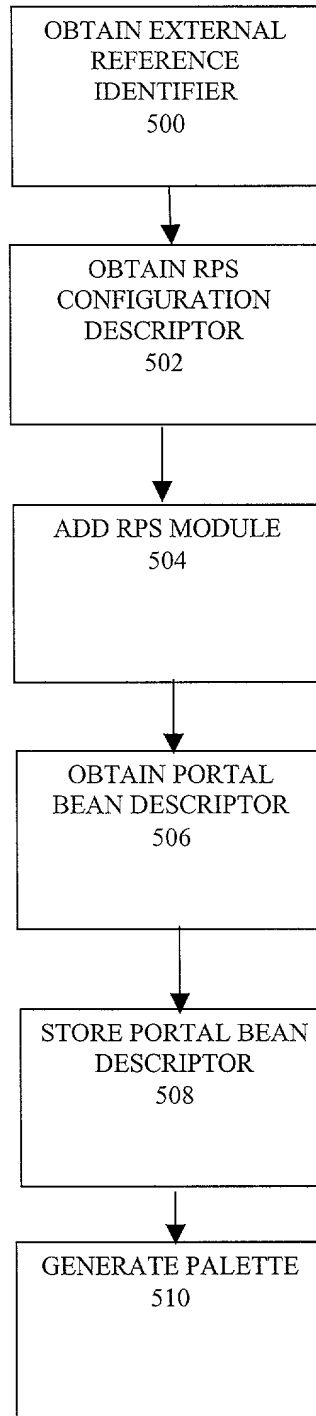 OBTAIN EXTERNAL
REFERENCE
IDENTIFIER
500
OBTAIN RPS
CONFIGURATION
DESCRIPTOR
502
ADD RPS MODULE
504
OBTAIN PORTAL
BEAN DESCRIPTOR
506
STORE PORTAL BEAN
DESCRIPTOR
508
GENERATE PALETTE
510